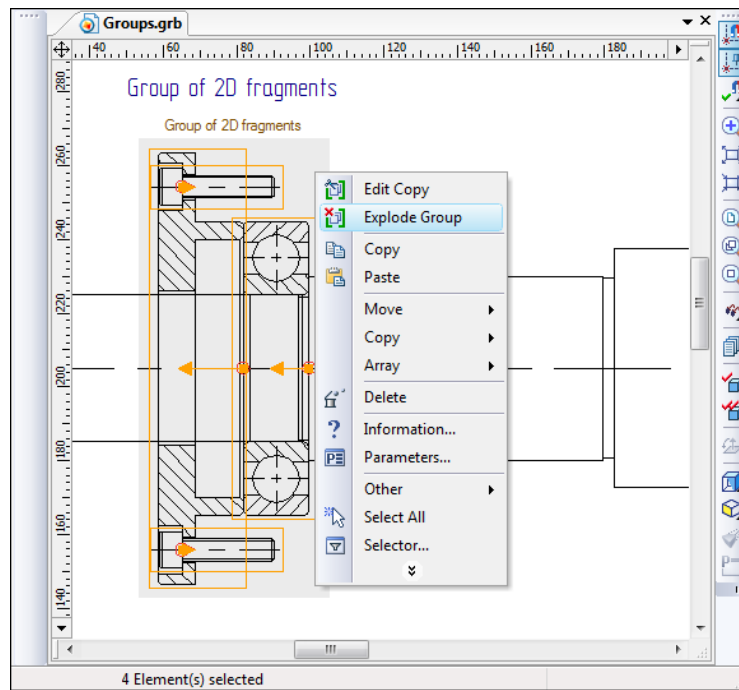 Groups.grb
40 60 80 100 120 140 160 180
280
Group of 2D fragments
Group of 2D fragments
260
240
220
200
180
160
140
Edit Copy
Explode Group
Copy
Paste
Move
Copy
Array
Delete
Information...
Parameters...
Other
Select All
Selector...
4 Element(s) selected